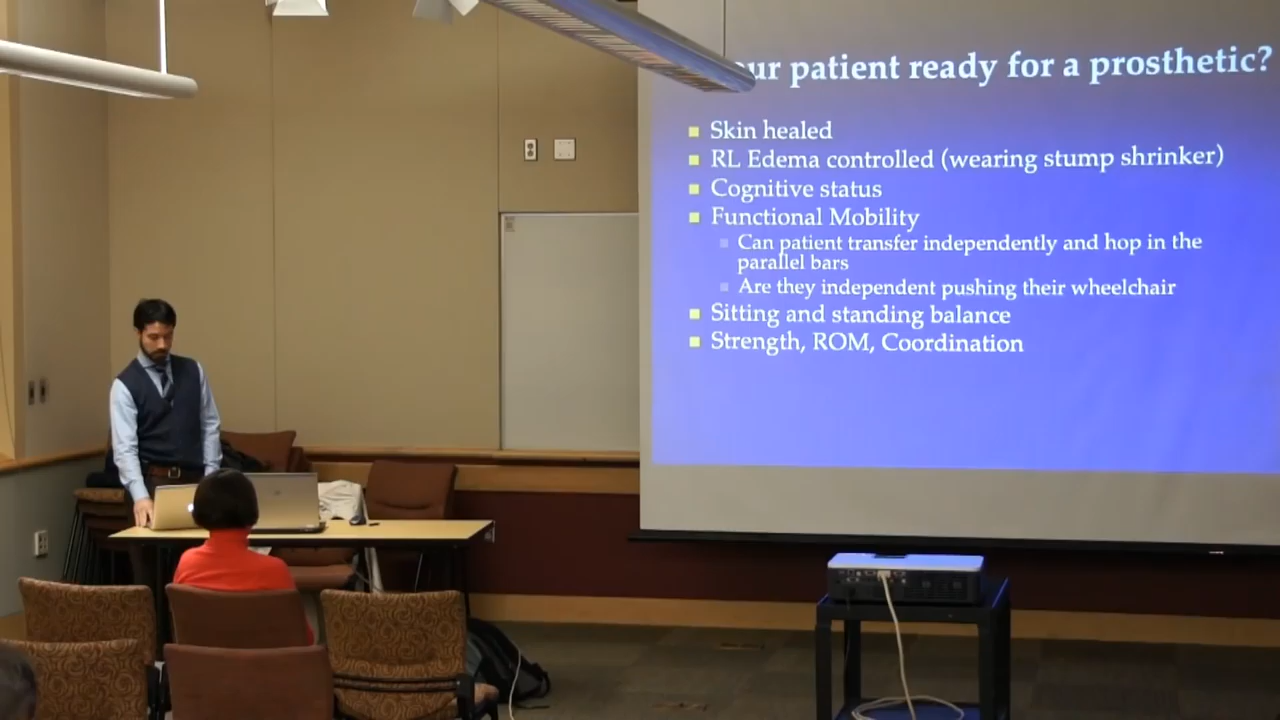 patient ready for a prosthetic?
Skin healed
RL Edema controlled (wearing stump shrinker)
Cognitive status
Functional Mobility
Can patient transfer independently and hop in the
parallel bars
Are they independent pushing their wheelchair
Sitting and standing balance
Strength, ROM, Coordination